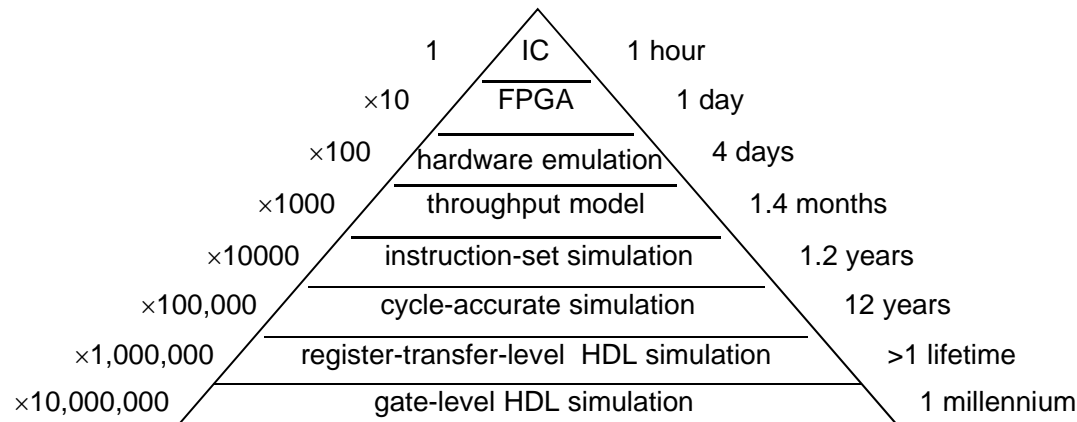 1 IC 1 hour
×10 FPGA 1 day
×100 hardware emulation 4 days
×1000 throughput model 1.4 months
×10000 instruction-set simulation 1.2 years
×100,000 cycle-accurate simulation 12 years
×1,000,000 register-transfer-level HDL simulation >1 lifetime
×10,000,000 gate-level HDL simulation 1 millennium